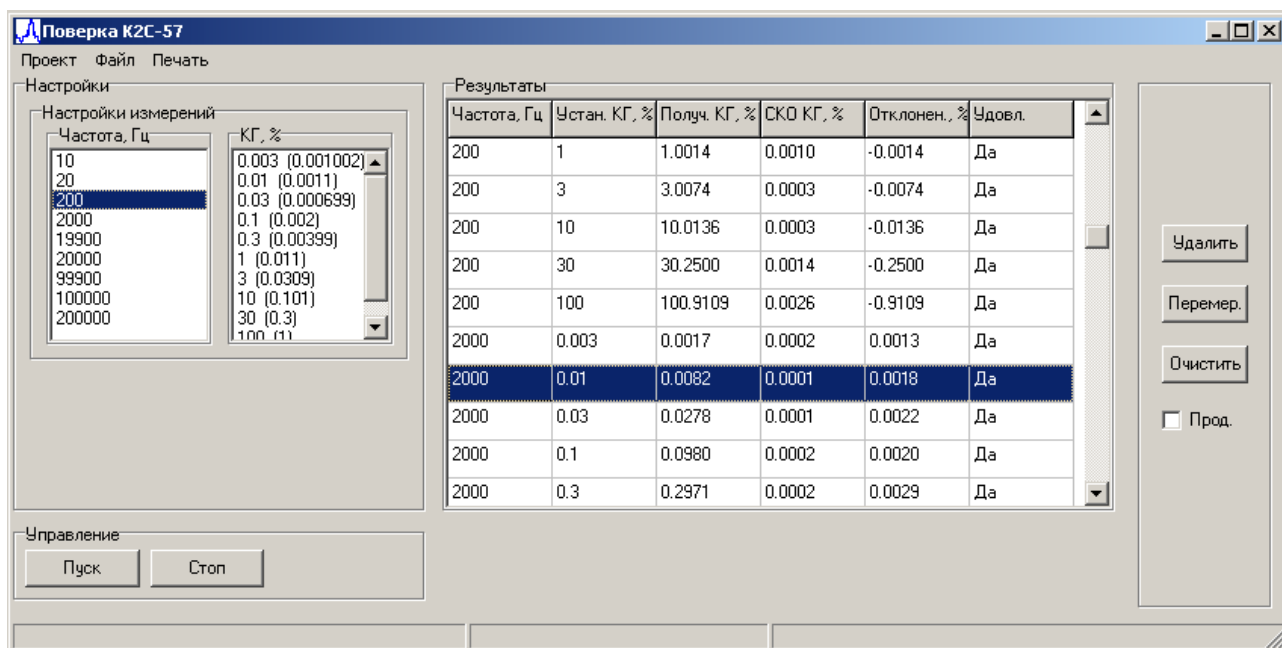 Поверка К2С-57
Проект Файл Печать
Настройки
Настройки измерений
Частота, Гц
10
20
200
2000
19900
20000
99900
100000
200000
КГ, %
0.003 (0.001002)
0.01 (0.0011)
0.03 (0.000699)
0.1 (0.002)
0.3 (0.00399)
1 (0.011)
3 (0.0309)
10 (0.101)
30 (0.3)
100 (1)
Результаты
Частота, Гц Устан. КГ, % Получ. КГ, % СКО КГ, % Отклонен., % Удовл.
200 1 1.0014 0.0010 -0.0014 Да
200 3 3.0074 0.0003 -0.0074 Да
200 10 10.0136 0.0003 -0.0136 Да
200 30 30.2500 0.0014 -0.2500 Да
200 100 100.9109 0.0026 -0.9109 Да
2000 0.003 0.0017 0.0002 0.0013 Да
2000 0.01 0.0082 0.0001 0.0018 Да
2000 0.03 0.0278 0.0001 0.0022 Да
2000 0.1 0.0980 0.0002 0.0020 Да
2000 0.3 0.2971 0.0002 0.0029 Да
Удалить
Перемер.
Очистить
Прод.
Управление
Пуск Стоп